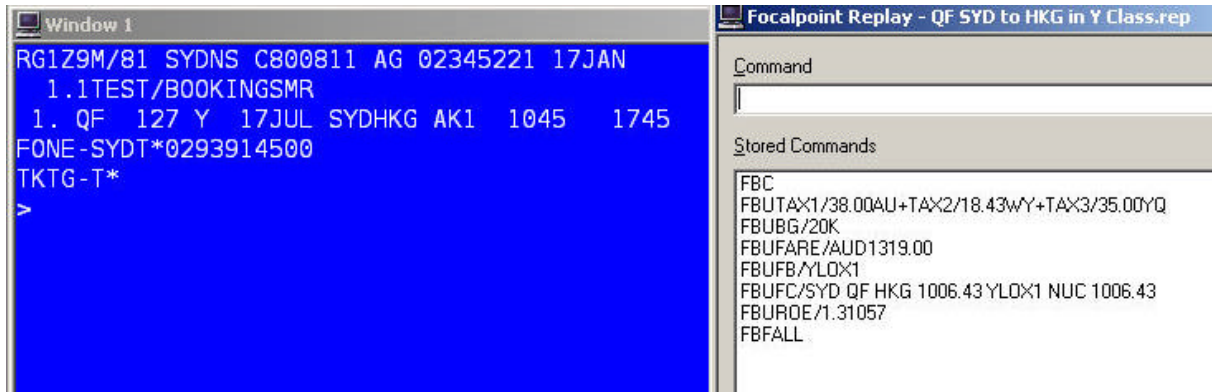 Window 1
RG1Z9M/81 SYDNS C800811 AG 02345221 17JAN
1.1TEST/BOOKINGSMR
1. QF 127 Y 17JUL SYDHKG AK1 1045 1745
FONE-SYDT*0293914500
TKTG-T*
>
Focalpoint Replay - QF SYD to HKG in Y Class.rep
Command
Stored Commands
FBC
FBUTAX1/38.00AU+TAX2/18.43WY+TAX3/35.00YQ
FBUBG/20K
FBUFARE/AUD1319.00
FBUFB/YLOX1
FBUFC/SYD QF HKG 1006.43 YLOX1 NUC 1006.43
FBUROE/1.31057
FBFALL